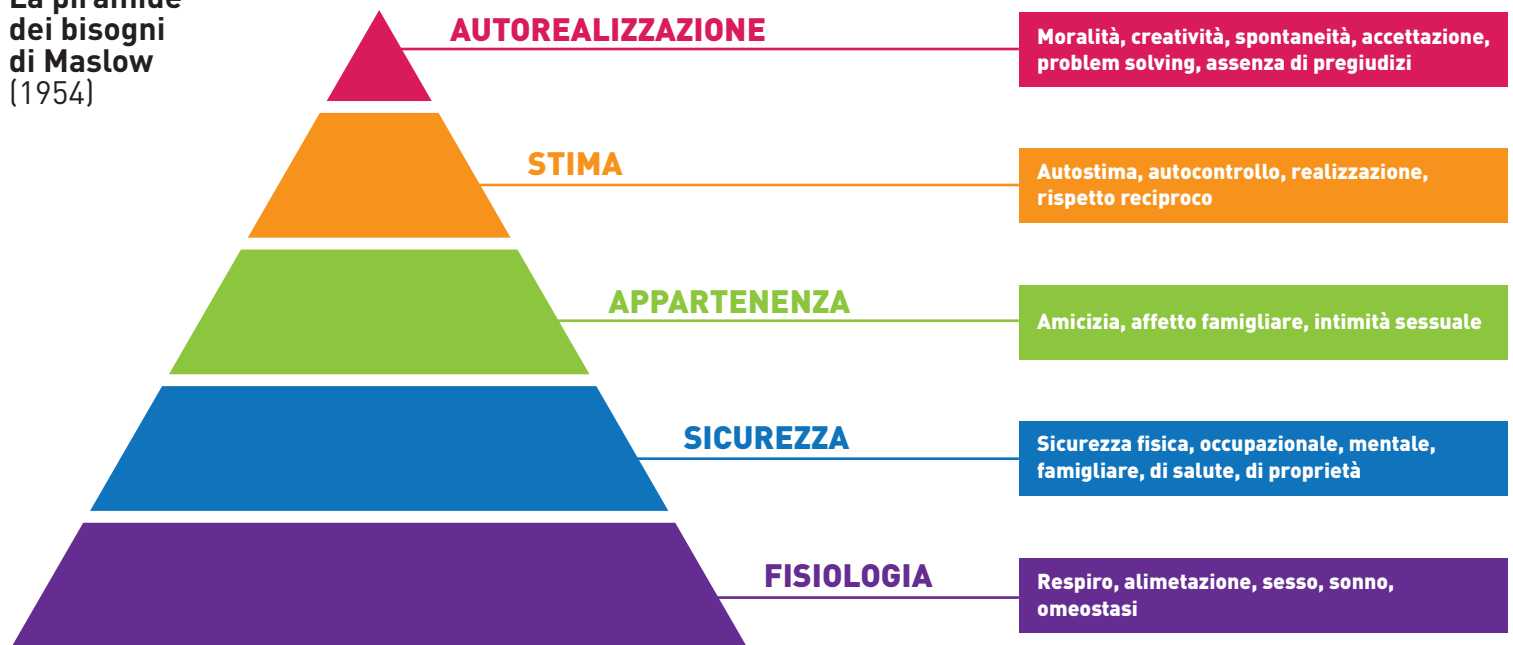 La piramide
dei bisogni
di Maslow
(1954)
AUTOREALIZZAZIONE
Moralità, creatività, spontaneità, accettazione,
problem solving, assenza di pregiudizi
STIMA
Autostima, autocontrollo, realizzazione,
rispetto reciproco
APPARTENENZA
Amicizia, affetto famigliare, intimità sessuale
SICUREZZA
Sicurezza fisica, occupazionale, mentale,
famigliare, di salute, di proprietà
FISIOLOGIA
Respiro, alimetazione, sesso, sonno,
omeostasi